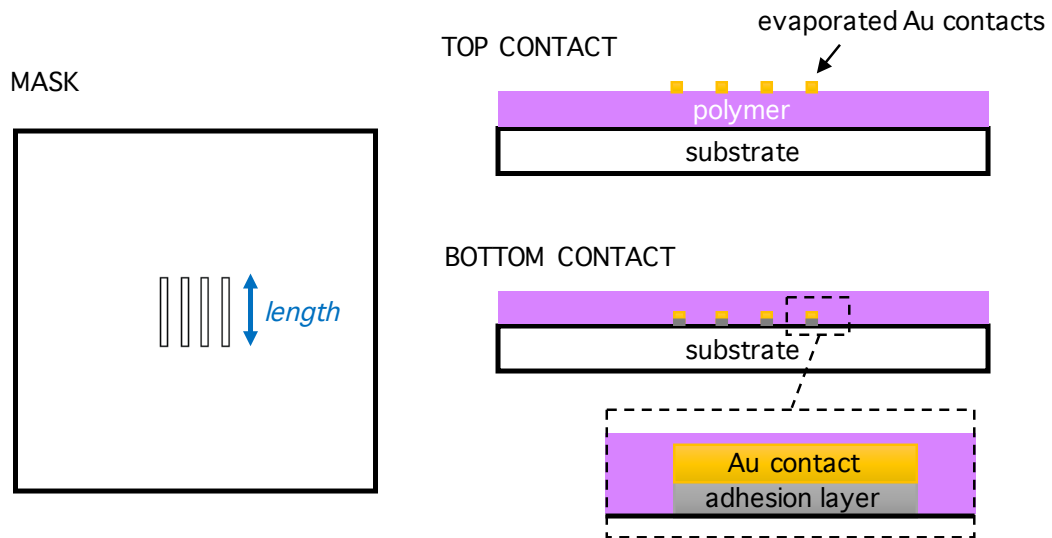 MASK
length
TOP CONTACT
evaporated Au contacts
polymer
substrate
BOTTOM CONTACT
substrate
Au contact
adhesion layer